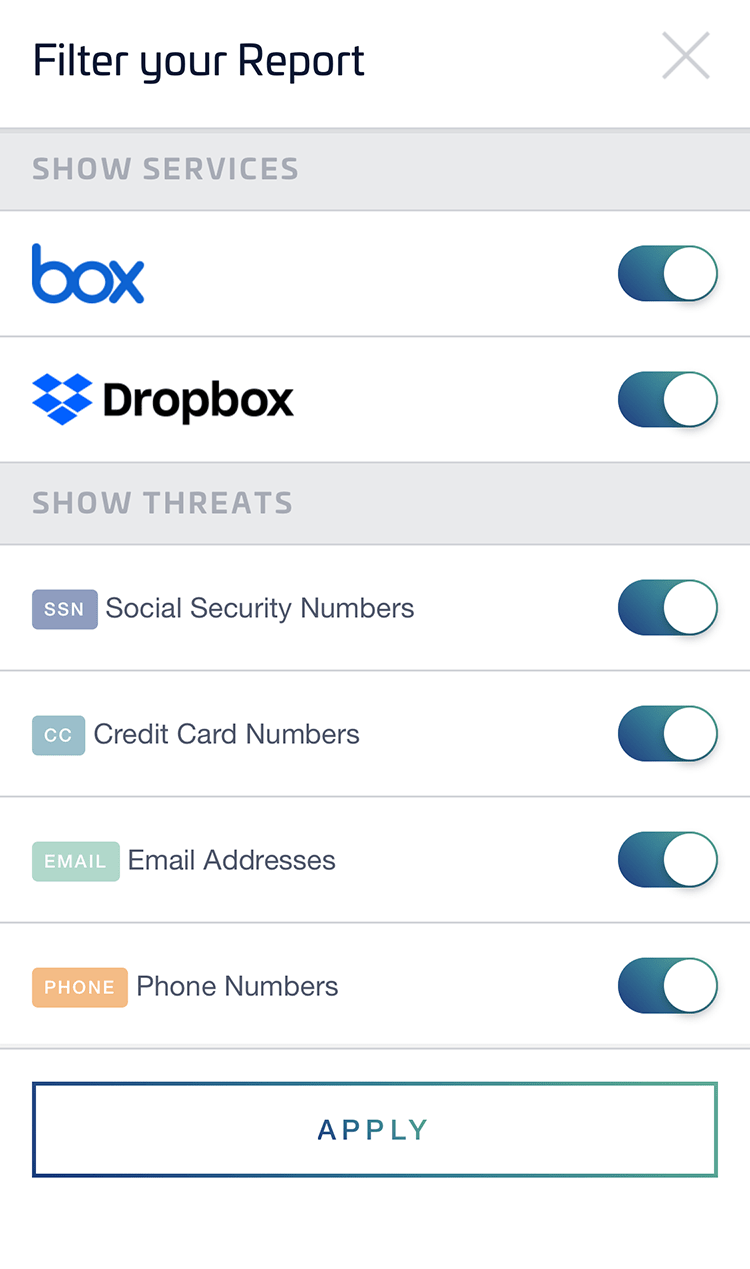 Filter your Report
SHOW SERVICES
box
Dropbox
SHOW THREATS
SSN Social Security Numbers
CC Credit Card Numbers
EMAIL Email Addresses
PHONE Phone Numbers
APPLY